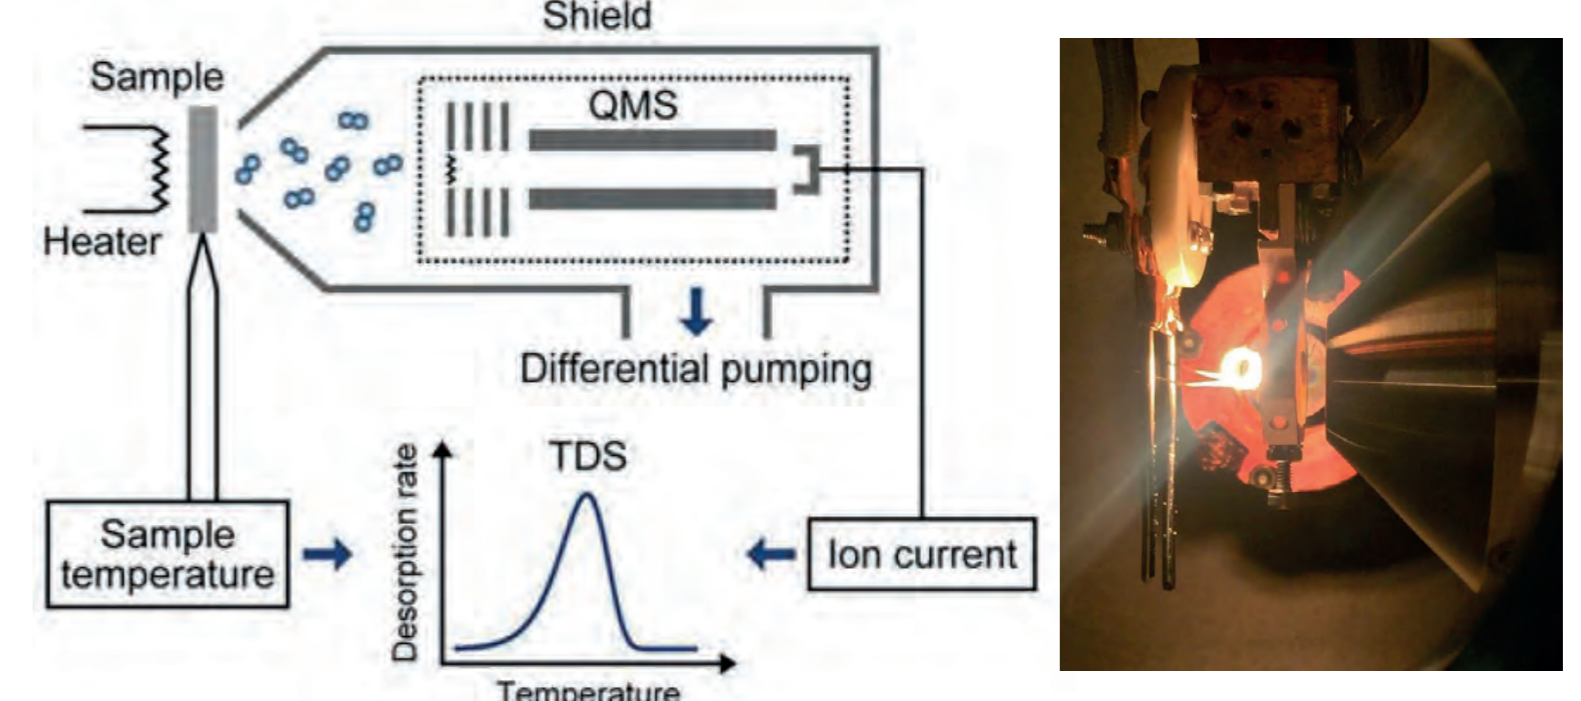 Shield
Sample
QMS
Heater
Differential pumping
TDS
Desorption rate
Sample
temperature
Ion current
Temperature